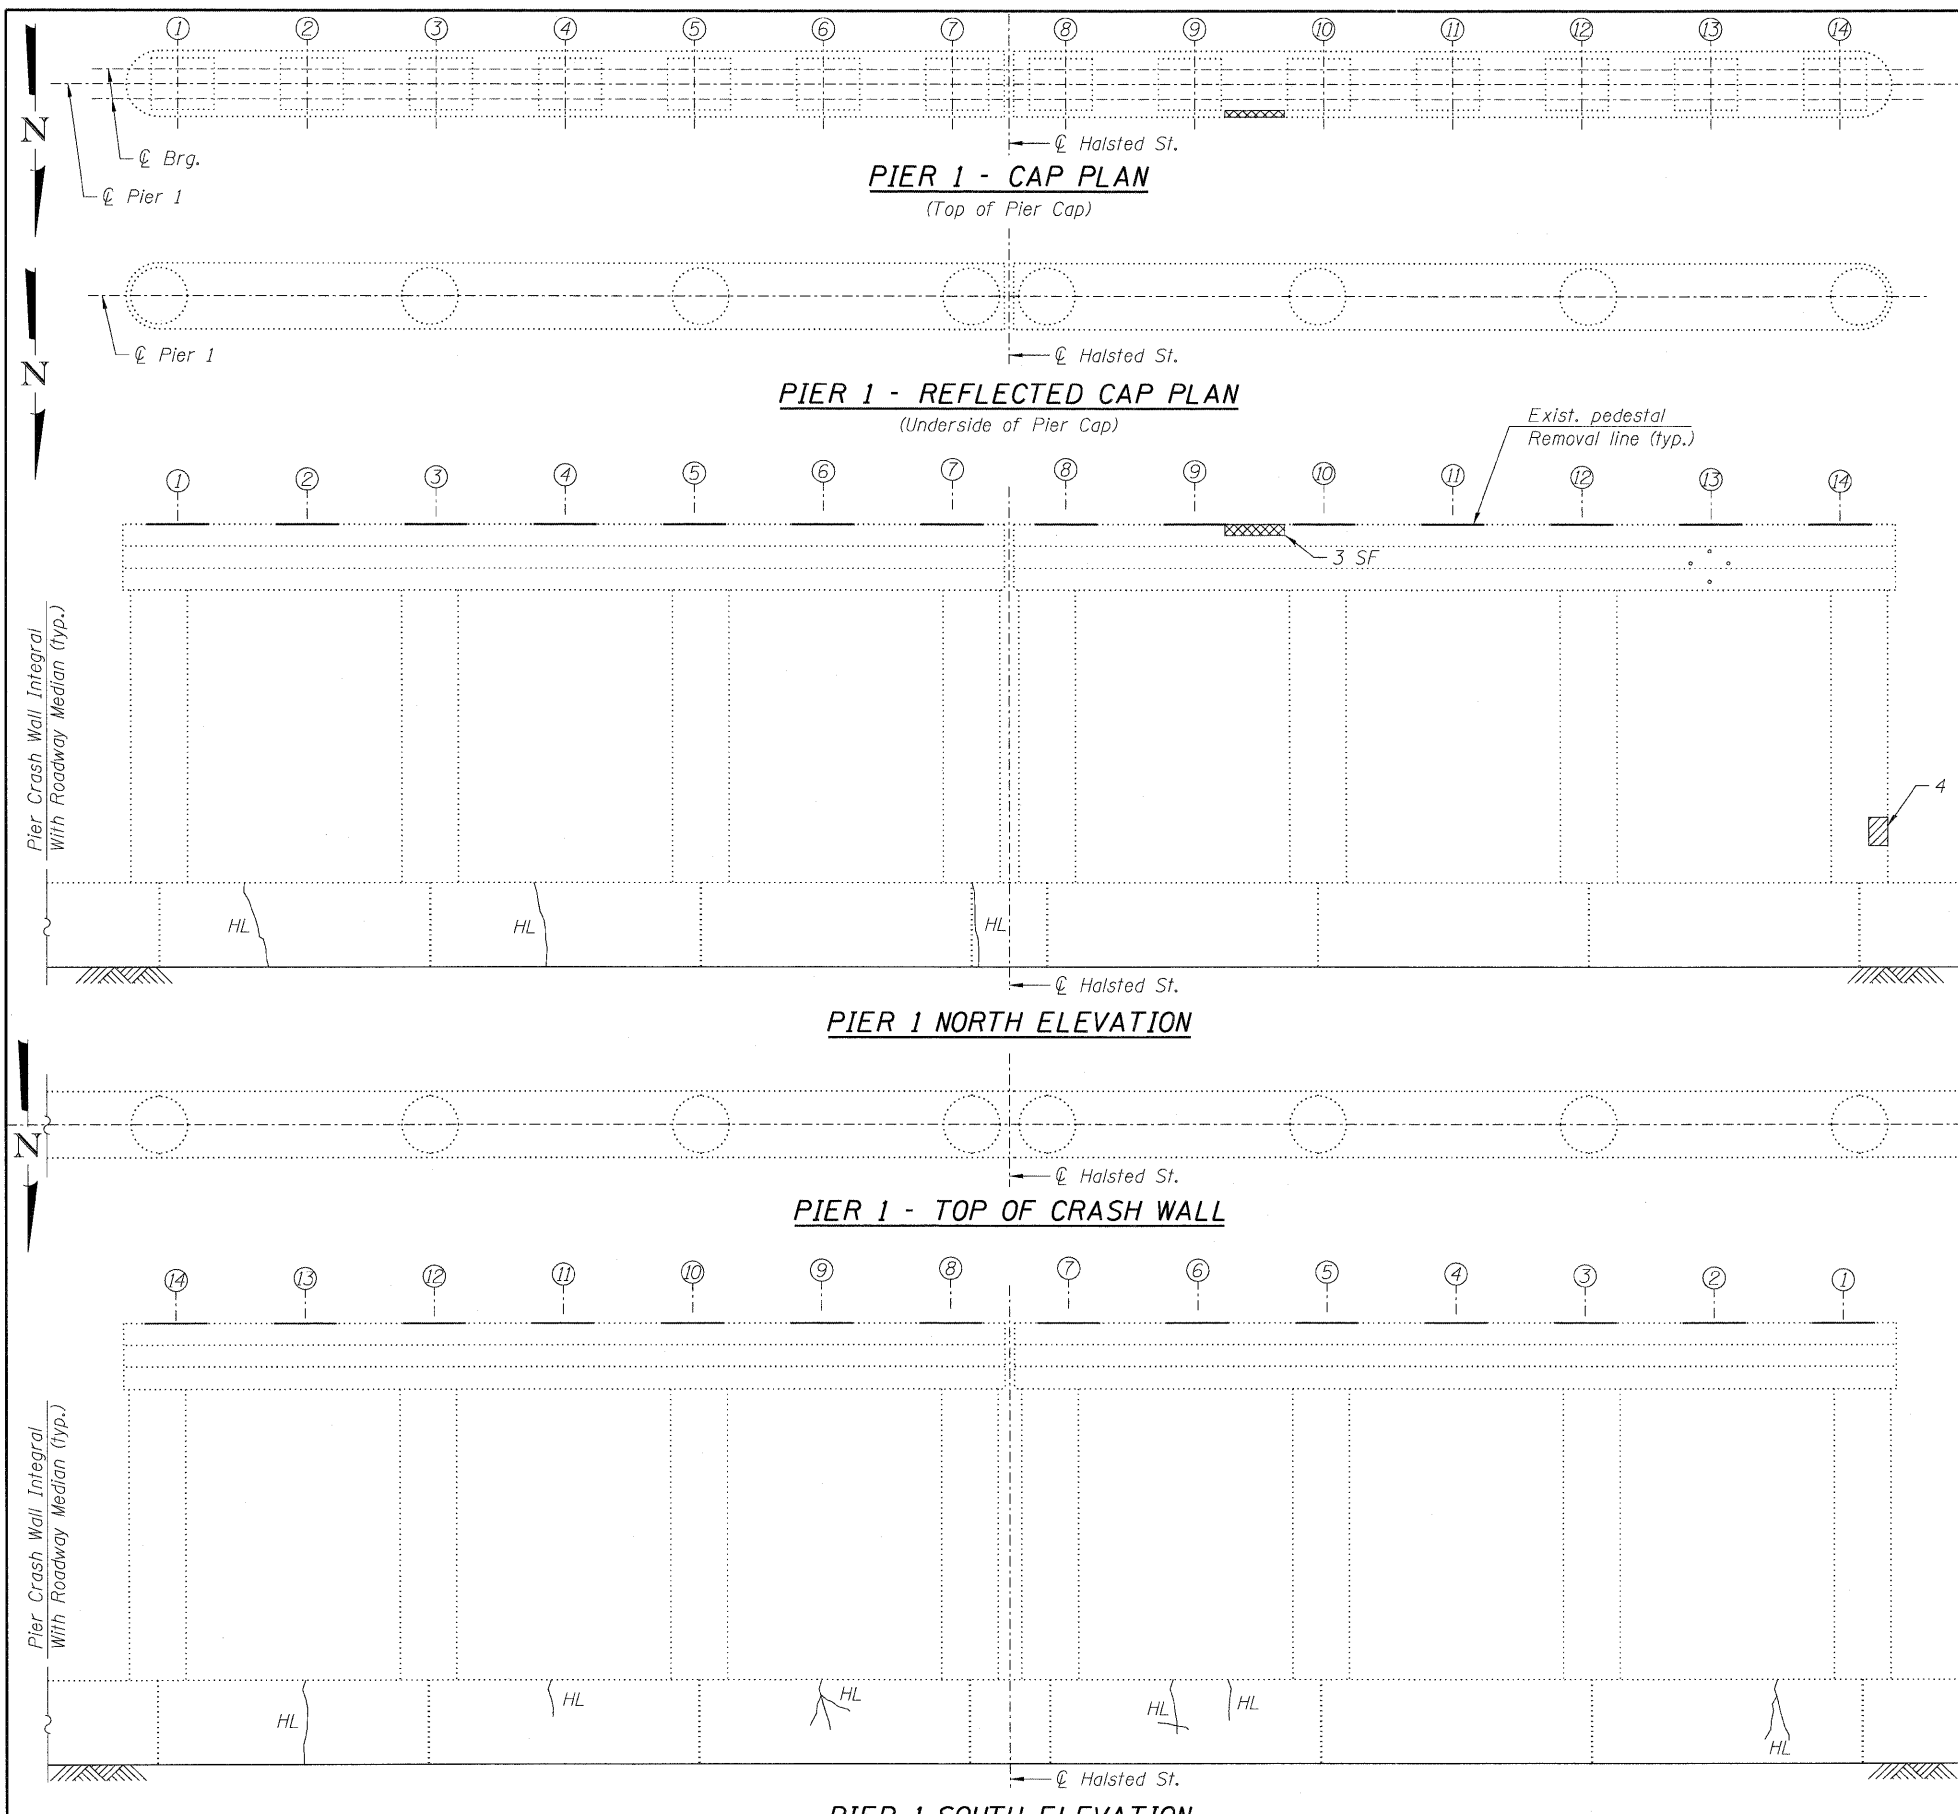 1 2 3 4 5 6 7 8 9 10 11 12 13 14
N
℄ Brg.
℄ Pier 1
℄ Halsted St.
PIER 1 - CAP PLAN
(Top of Pier Cap)
N
℄ Pier 1
℄ Halsted St.
PIER 1 - REFLECTED CAP PLAN
(Underside of Pier Cap)
Exist. pedestal
Removal line (typ.)
1 2 3 4 5 6 7 8 9 10 11 12 13 14
3 SF
Pier Crash Wall Integral
With Roadway Median (typ.)
4
HL HL HL
℄ Halsted St.
PIER 1 NORTH ELEVATION
N
℄ Halsted St.
PIER 1 - TOP OF CRASH WALL
14 13 12 11 10 9 8 7 6 5 4 3 2 1
Pier Crash Wall Integral
With Roadway Median (typ.)
HL HL HL HL HL HL
℄ Halsted St.
PIER 1 SOUTH ELEVATION